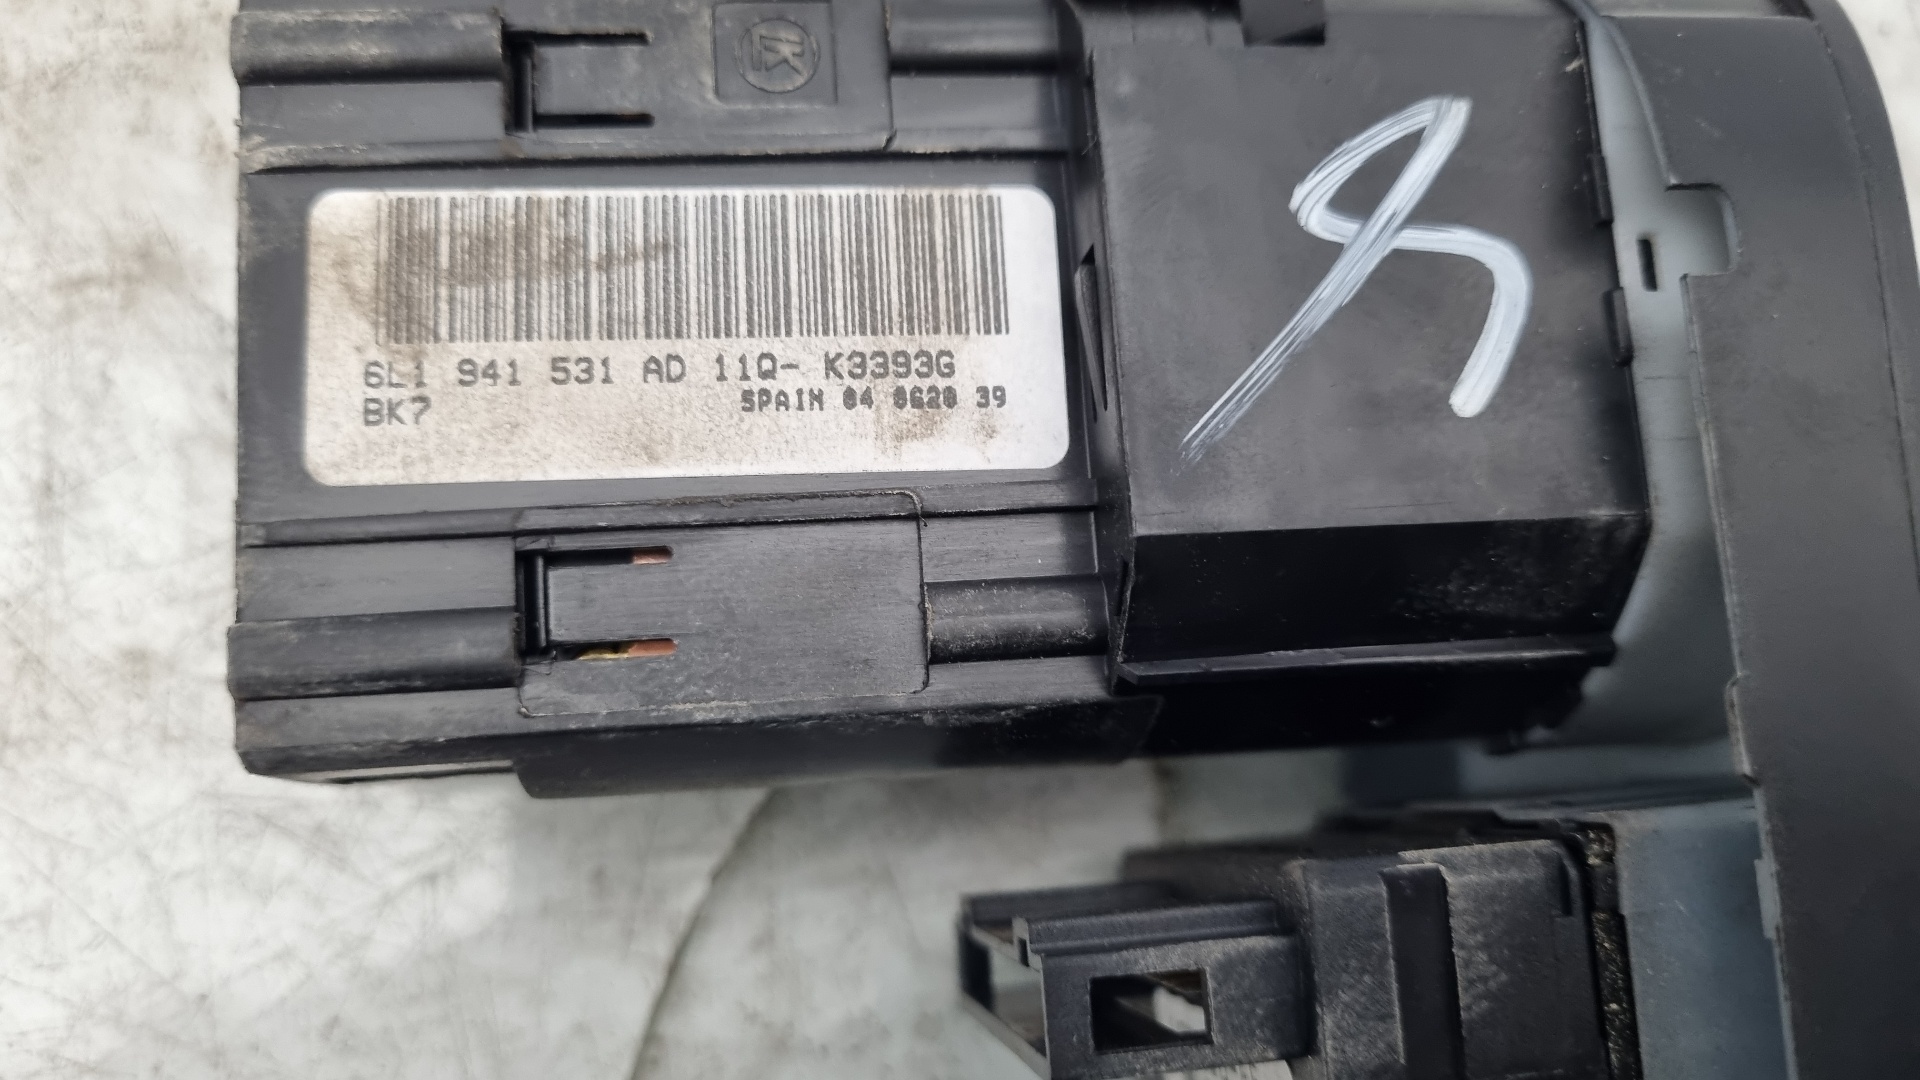 6L1 941 531 AD 11Q- K3393G
BK7 SPAIN 04 0620 39